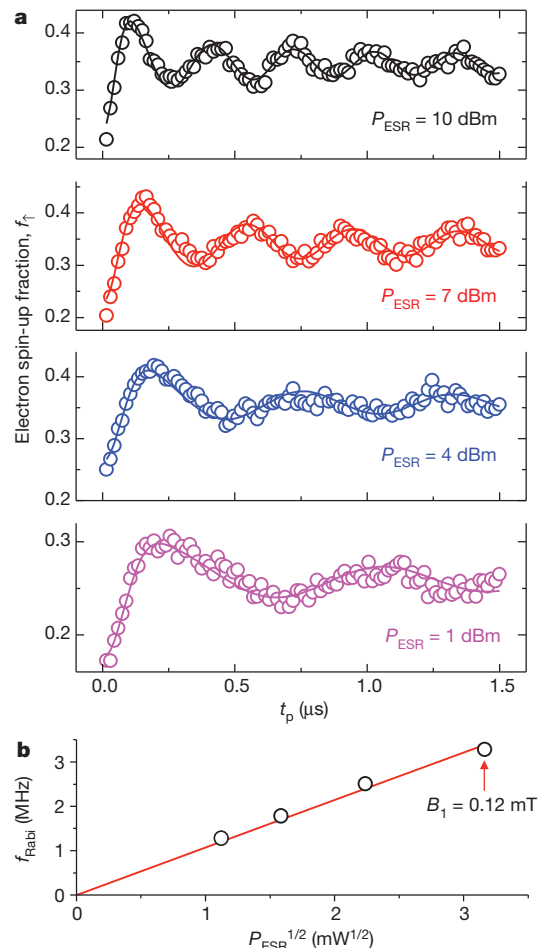 a
0.4
0.3
0.2
P_ESR = 10 dBm
0.4
0.3
0.2
P_ESR = 7 dBm
Electron spin-up fraction, f↑
0.4
0.3
0.2
P_ESR = 4 dBm
0.3
0.2
P_ESR = 1 dBm
0.0 0.5 1.0 1.5
t_p (μs)
b
3
2
1
0
f_Rabi (MHz)
B_1 = 0.12 mT
0 1 2 3
P_ESR^1/2 (mW^1/2)